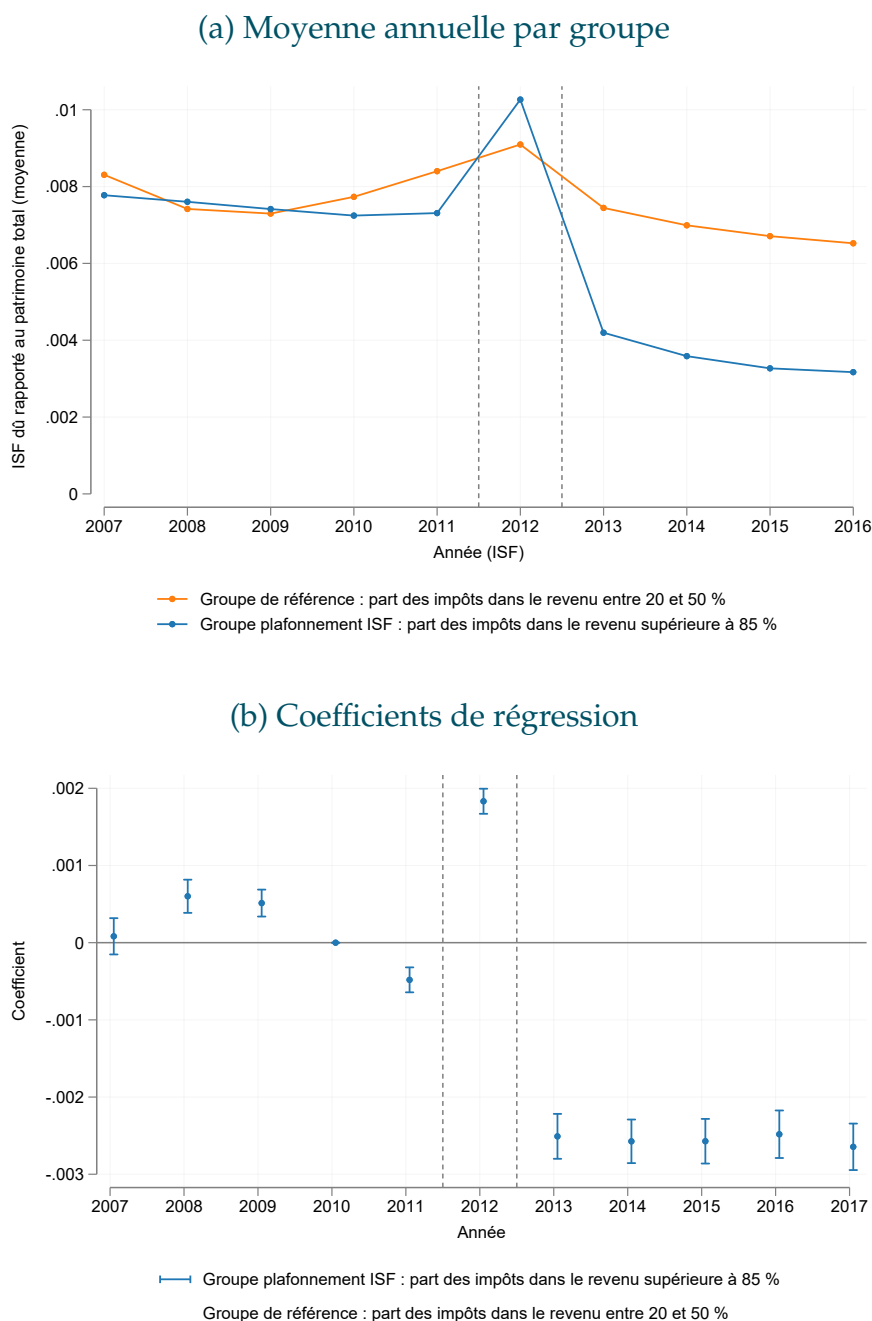 (a) Moyenne annuelle par groupe
ISF dû rapporté au patrimoine total (moyenne)
.01
.008
.006
.004
.002
0
2007 2008 2009 2010 2011 2012 2013 2014 2015 2016
Année (ISF)
Groupe de référence : part des impôts dans le revenu entre 20 et 50 %
Groupe plafonnement ISF : part des impôts dans le revenu supérieure à 85 %
(b) Coefficients de régression
Coefficient
.002
.001
0
-.001
-.002
-.003
2007 2008 2009 2010 2011 2012 2013 2014 2015 2016 2017
Année
Groupe plafonnement ISF : part des impôts dans le revenu supérieure à 85 %
Groupe de référence : part des impôts dans le revenu entre 20 et 50 %